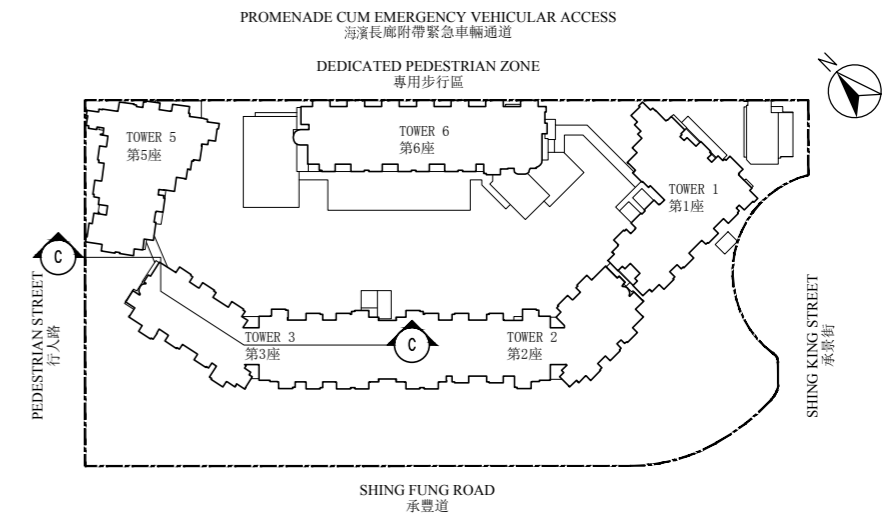 PROMENADE CUM EMERGENCY VEHICULAR ACCESS
海濱長廊附帶緊急車輛通道
DEDICATED PEDESTRIAN ZONE
專用步行區
N
TOWER 5
第5座
TOWER 6
第6座
TOWER 1
第1座
C
PEDESTRIAN STREET
行人路
TOWER 3
第3座
C
TOWER 2
第2座
SHING KING STREET
承景街
SHING FUNG ROAD
承豐道